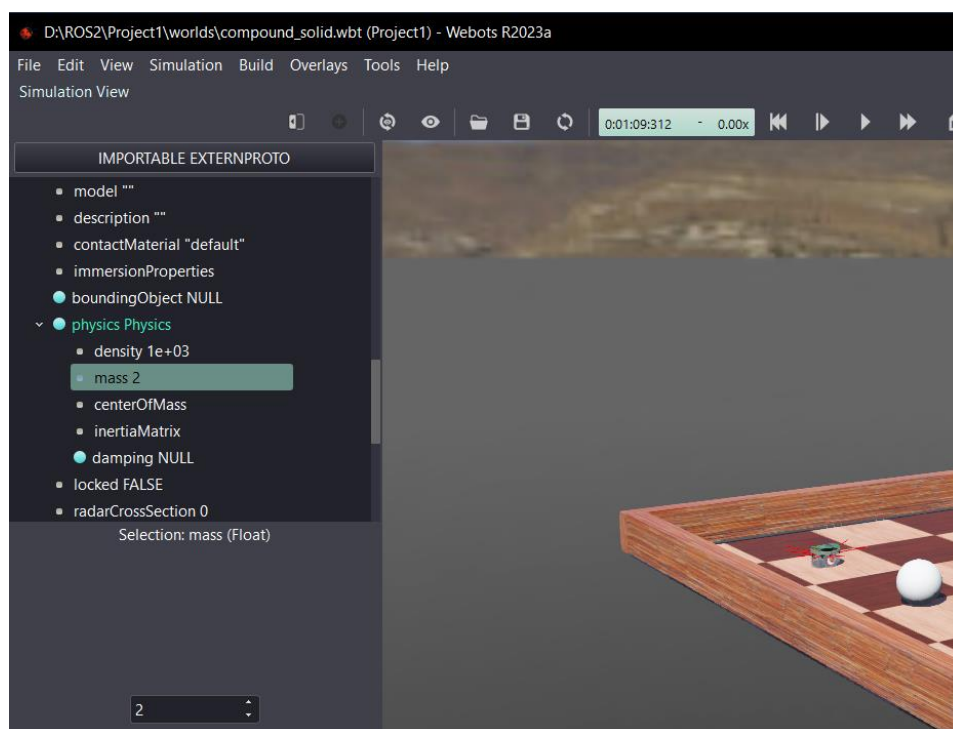 D:\ROS2\Project1\worlds\compound_solid.wbt (Project1) - Webots R2023a
File Edit View Simulation Build Overlays Tools Help
Simulation View
0:01:09:312 - 0.00x
IMPORTABLE EXTERNPROTO
model ""
description ""
contactMaterial "default"
immersionProperties
boundingObject NULL
physics Physics
density 1e+03
mass 2
centerOfMass
inertiaMatrix
damping NULL
locked FALSE
radarCrossSection 0
Selection: mass (Float)
2